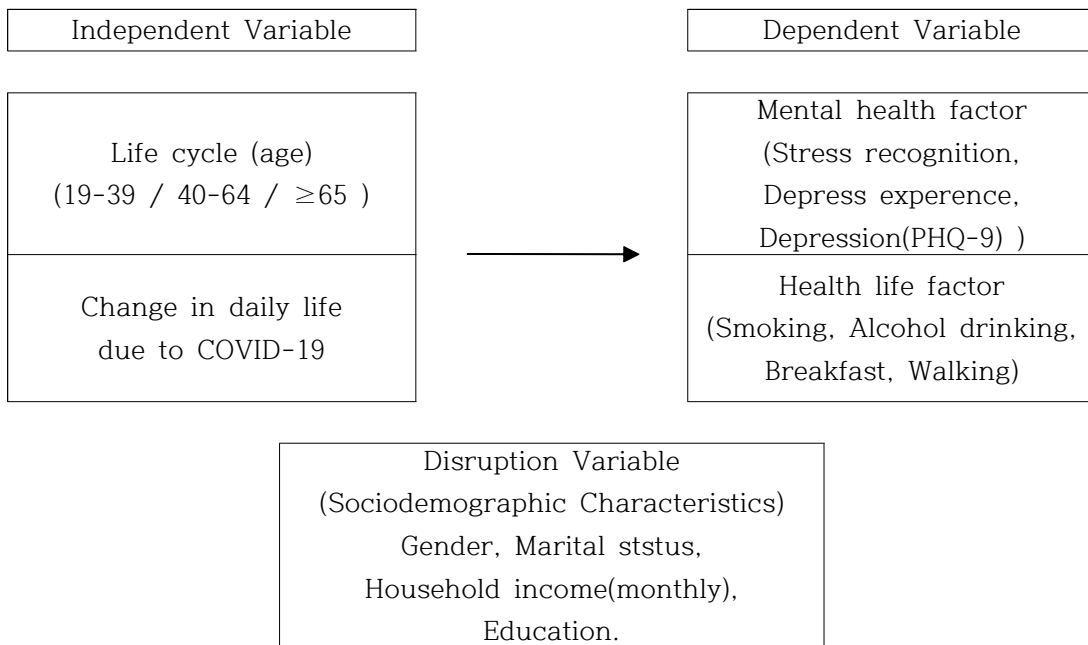 Independent Variable
Dependent Variable
Life cycle (age)
(19-39 / 40-64 / ≥65 )
Change in daily life
due to COVID-19
Mental health factor
(Stress recognition,
Depress experence,
Depression(PHQ-9) )
Health life factor
(Smoking, Alcohol drinking,
Breakfast, Walking)
Disruption Variable
(Sociodemographic Characteristics)
Gender, Marital ststus,
Household income(monthly),
Education.